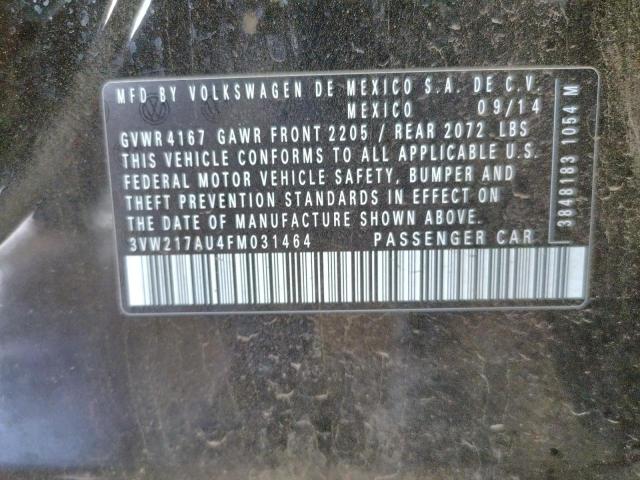 MFD BY VOLKSWAGEN DE MEXICO S.A. DE C.V.
MEXICO 09/14
GVWR 4167 GAWR FRONT 2205 / REAR 2072 LBS
THIS VEHICLE CONFORMS TO ALL APPLICABLE U.S.
FEDERAL MOTOR VEHICLE SAFETY, BUMPER AND
THEFT PREVENTION STANDARDS IN EFFECT ON
THE DATE OF MANUFACTURE SHOWN ABOVE.
3VW217AU4FM031464 PASSENGER CAR
3848183 1054 M